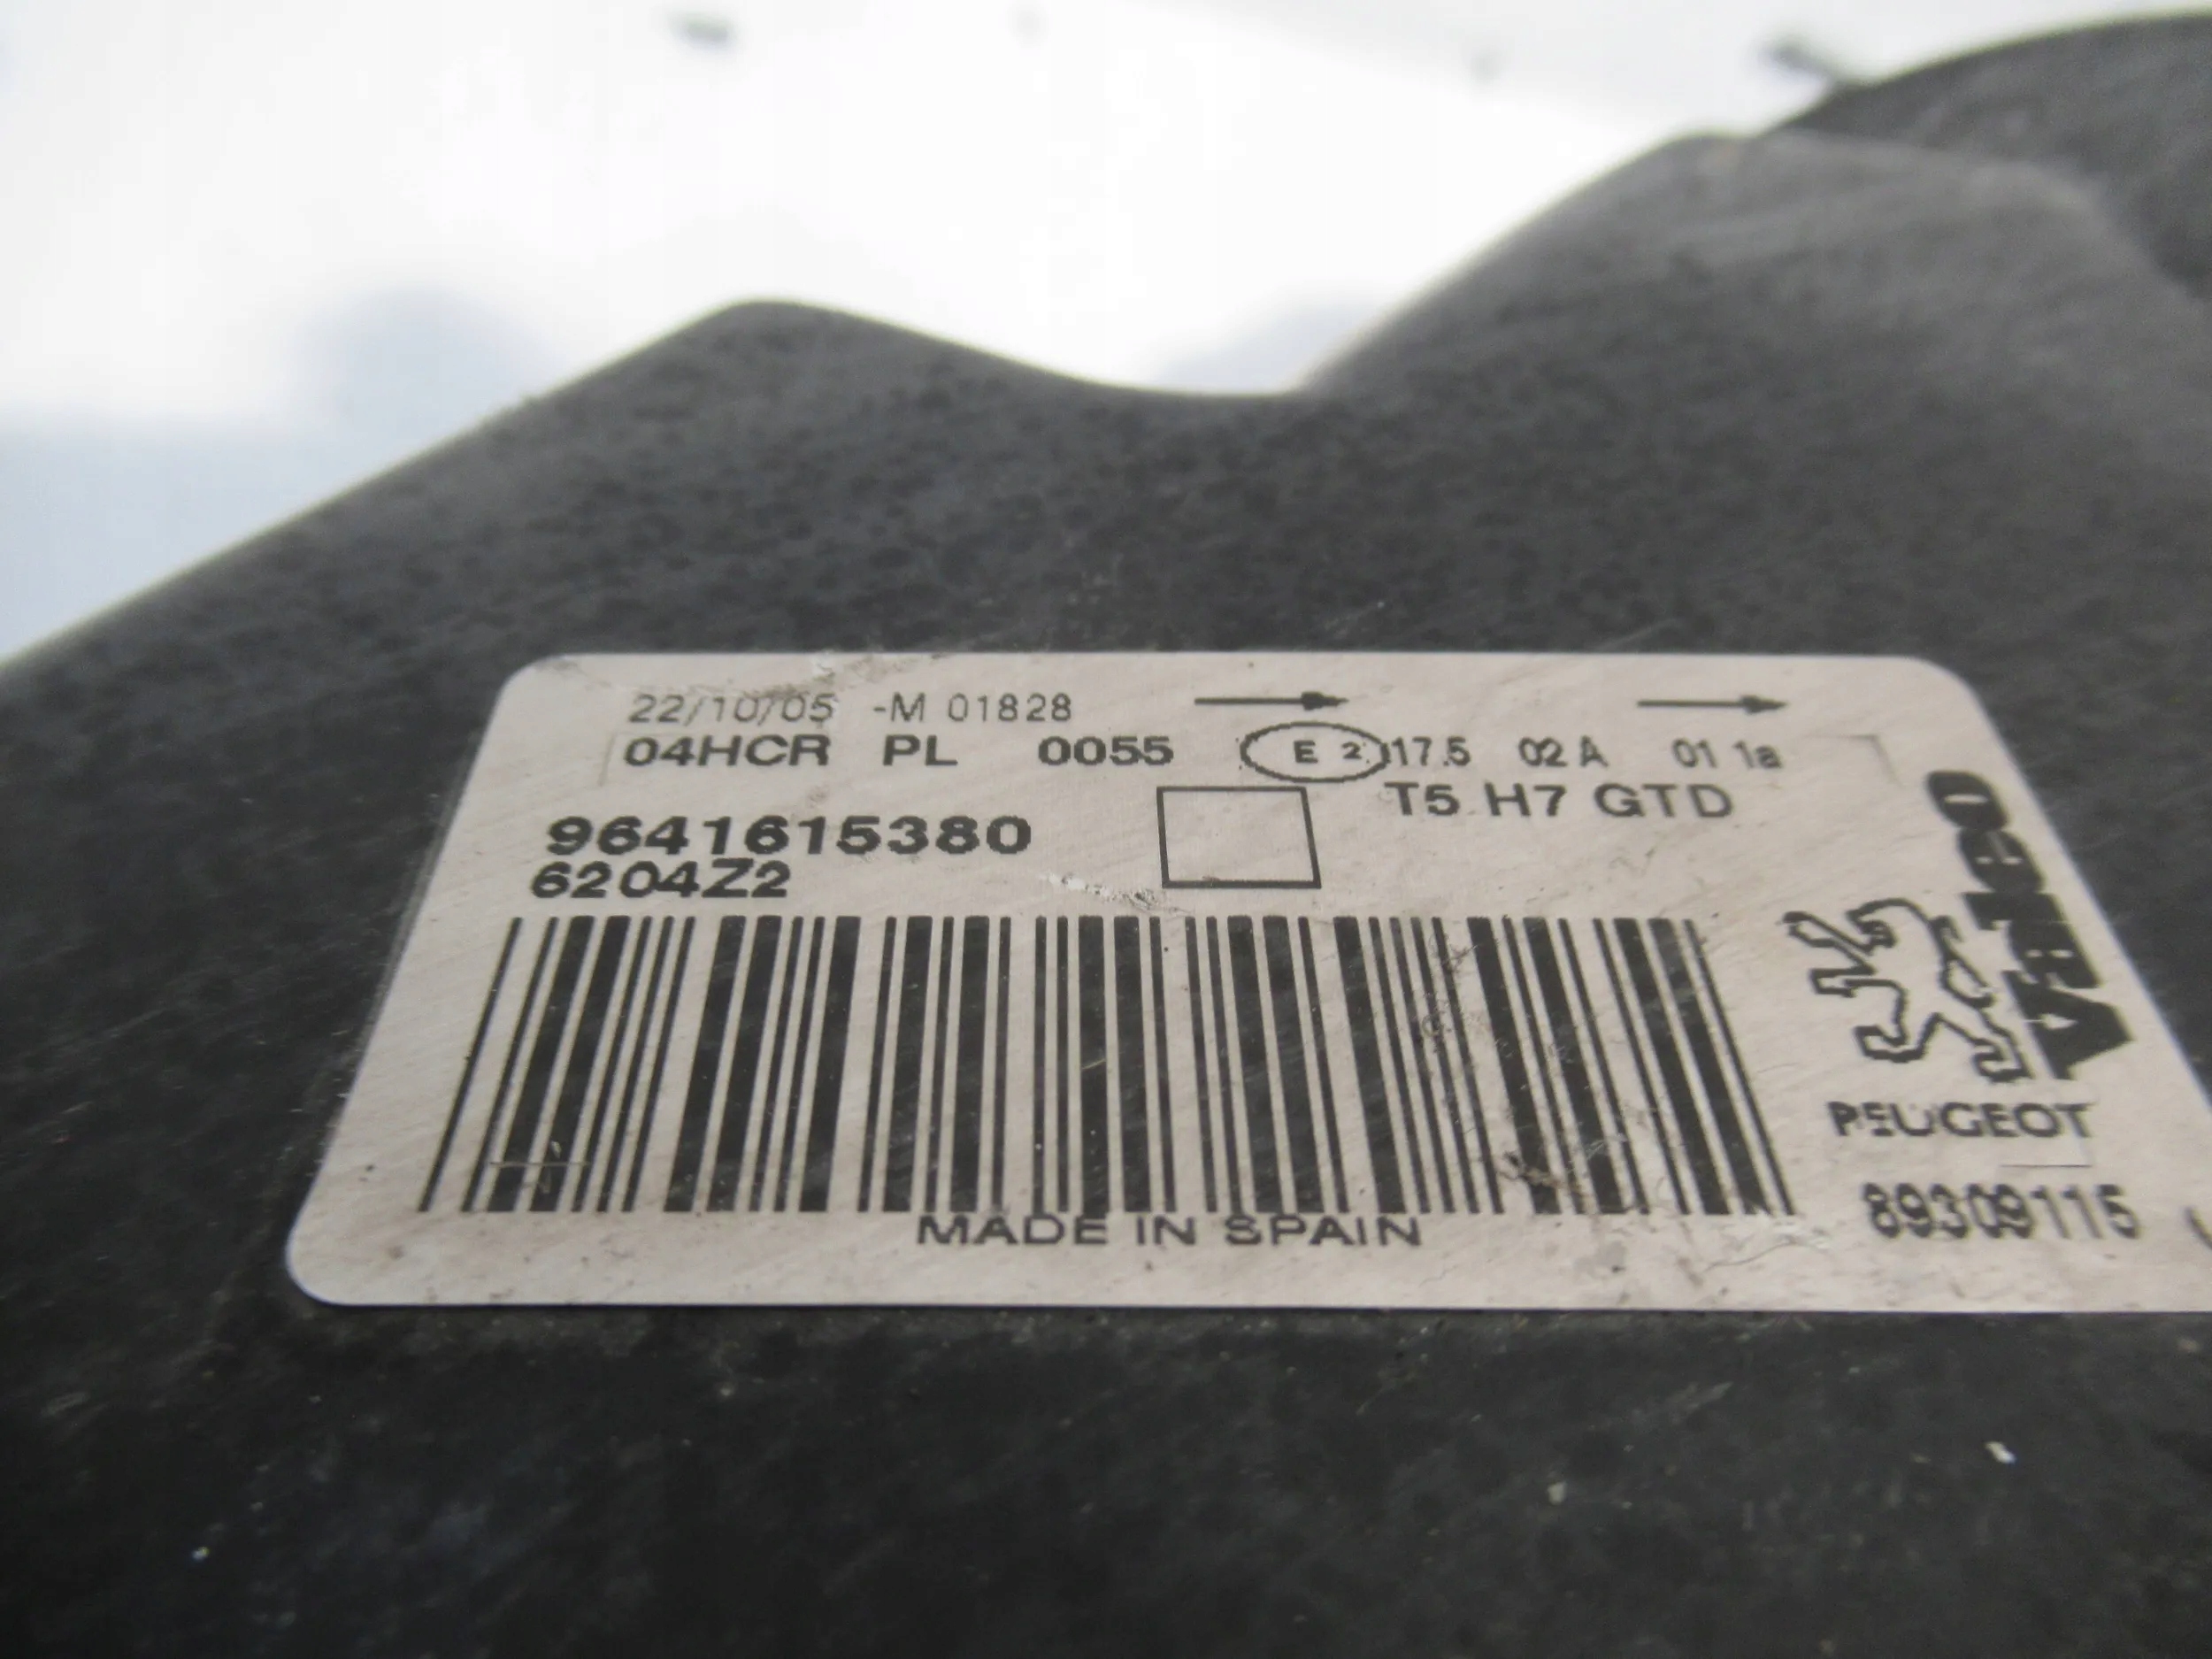 22/10/05 -M 01828
04HCR PL 0055 E 2 17.5 02 A 01 1a
T5 H7 GTD
9641615380
6204Z2
Valeo
PEUGEOT
89309115
MADE IN SPAIN